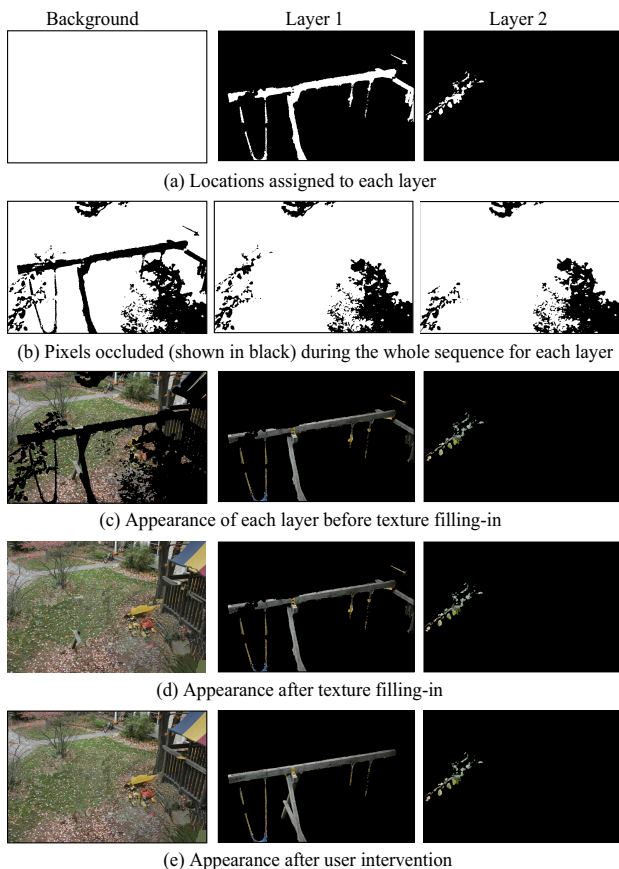 Background Layer 1 Layer 2
(a) Locations assigned to each layer
(b) Pixels occluded (shown in black) during the whole sequence for each layer
(c) Appearance of each layer before texture filling-in
(d) Appearance after texture filling-in
(e) Appearance after user intervention